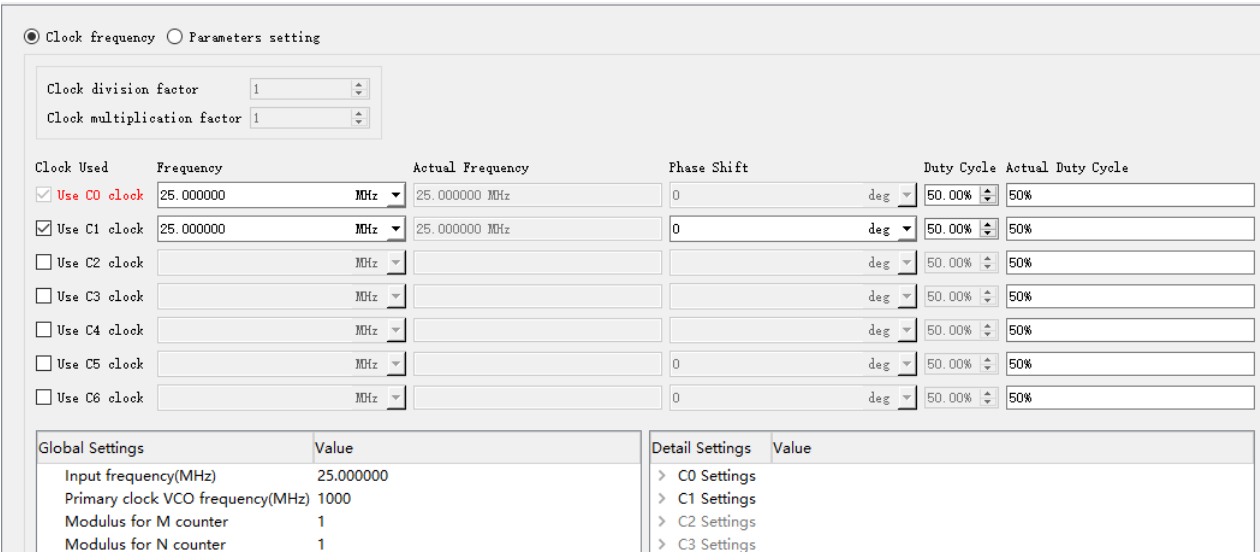 Clock frequency Parameters setting
Clock division factor 1
Clock multiplication factor 1
Clock Used Frequency Actual Frequency Phase Shift Duty Cycle Actual Duty Cycle
Use C0 clock 25.000000 MHz 25.000000 MHz 0 deg 50.00% 50%
Use C1 clock 25.000000 MHz 25.000000 MHz 0 deg 50.00% 50%
Use C2 clock MHz deg 50.00% 50%
Use C3 clock MHz deg 50.00% 50%
Use C4 clock MHz deg 50.00% 50%
Use C5 clock MHz 0 deg 50.00% 50%
Use C6 clock MHz 0 deg 50.00% 50%
Global Settings Value Detail Settings Value
Input frequency(MHz) 25.000000 > C0 Settings
Primary clock VCO frequency(MHz) 1000 > C1 Settings
Modulus for M counter 1 > C2 Settings
Modulus for N counter 1 > C3 Settings